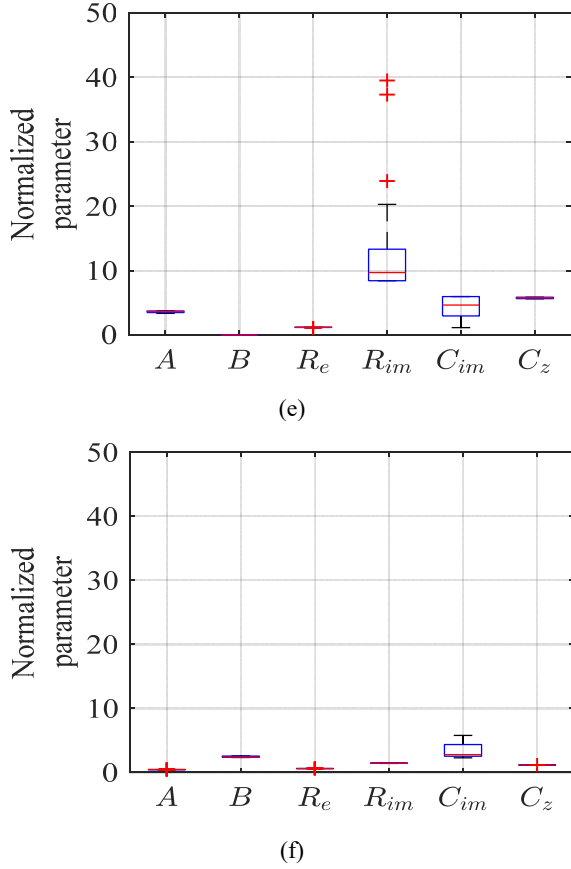 50
40
30
20
10
0
Normalized
parameter
A B R_e R_im C_im C_z
(e)
50
40
30
20
10
0
Normalized
parameter
A B R_e R_im C_im C_z
(f)